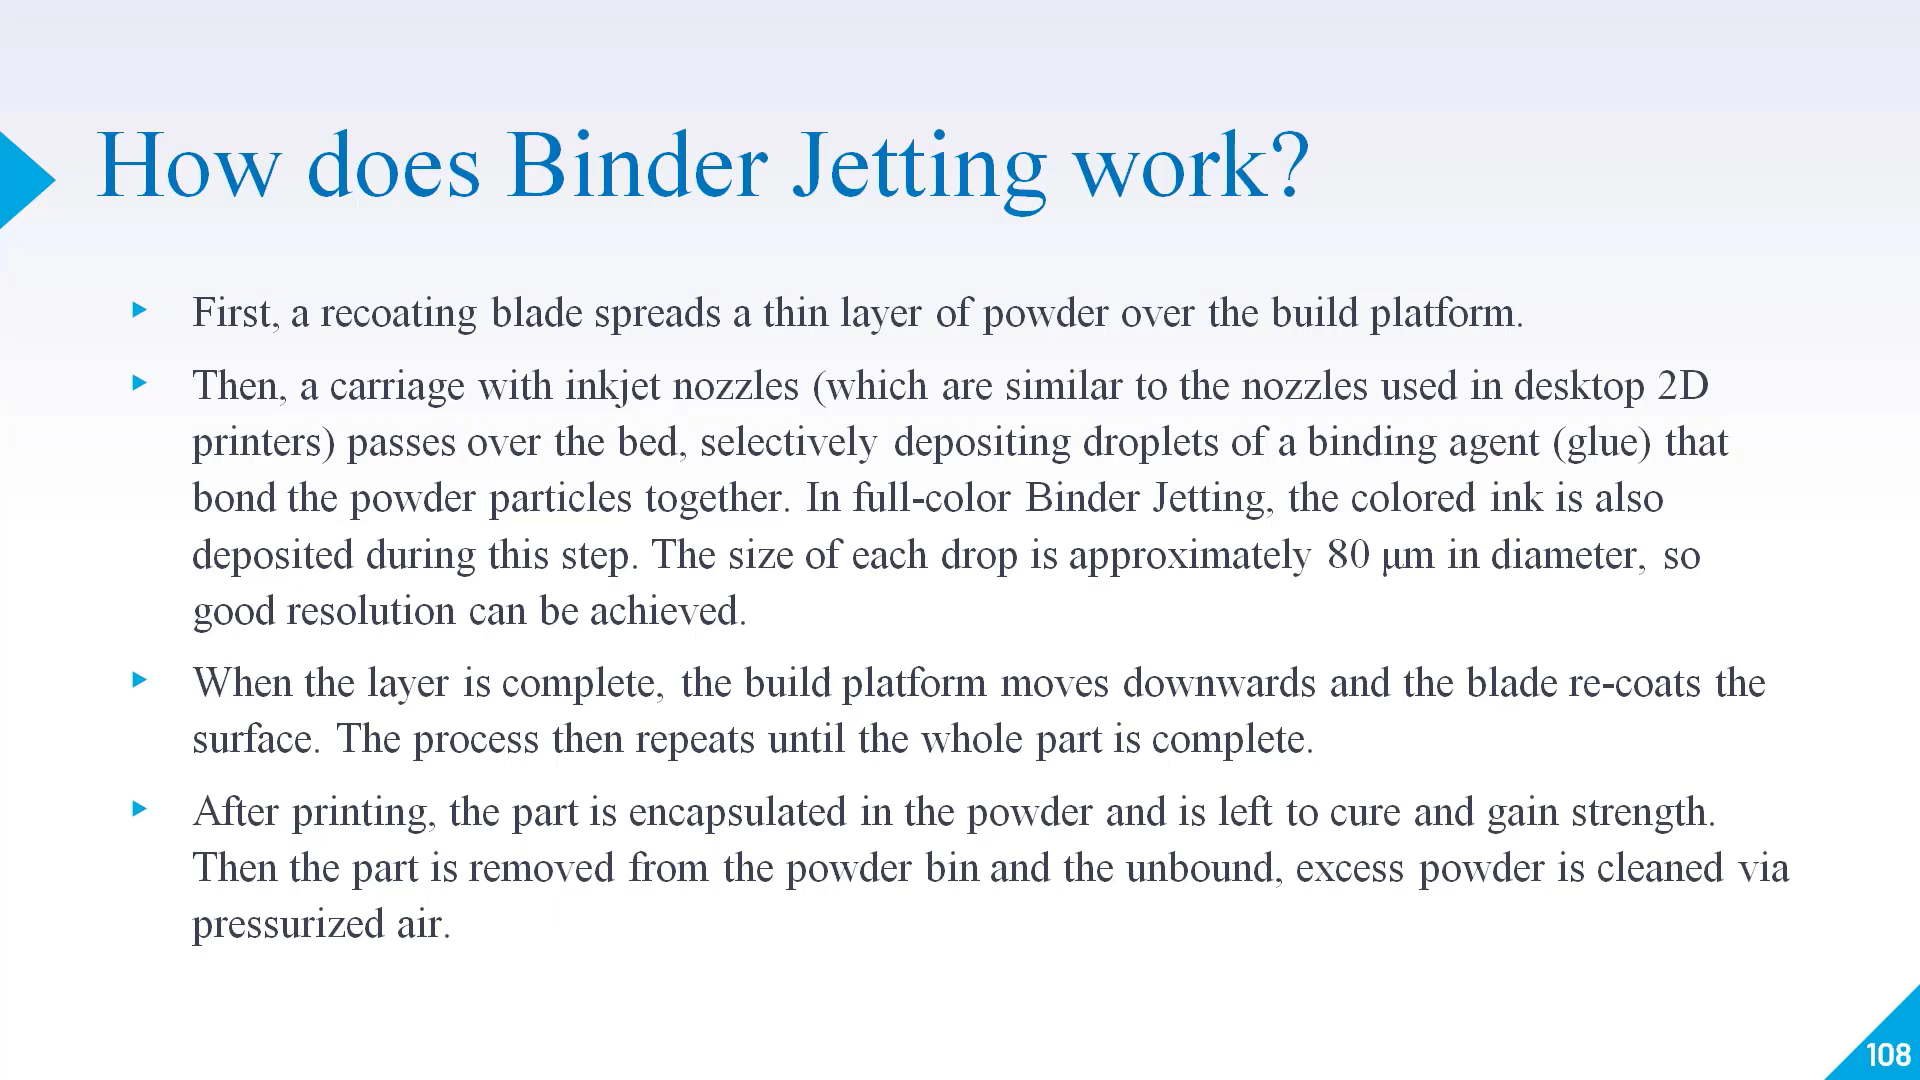 How does Binder Jetting work?
First, a recoating blade spreads a thin layer of powder over the build platform.
Then, a carriage with inkjet nozzles (which are similar to the nozzles used in desktop 2D
printers) passes over the bed, selectively depositing droplets of a binding agent (glue) that
bond the powder particles together. In full-color Binder Jetting, the colored ink is also
deposited during this step. The size of each drop is approximately 80 μm in diameter, so
good resolution can be achieved.
When the layer is complete, the build platform moves downwards and the blade re-coats the
surface. The process then repeats until the whole part is complete.
After printing, the part is encapsulated in the powder and is left to cure and gain strength.
Then the part is removed from the powder bin and the unbound, excess powder is cleaned via
pressurized air.
108